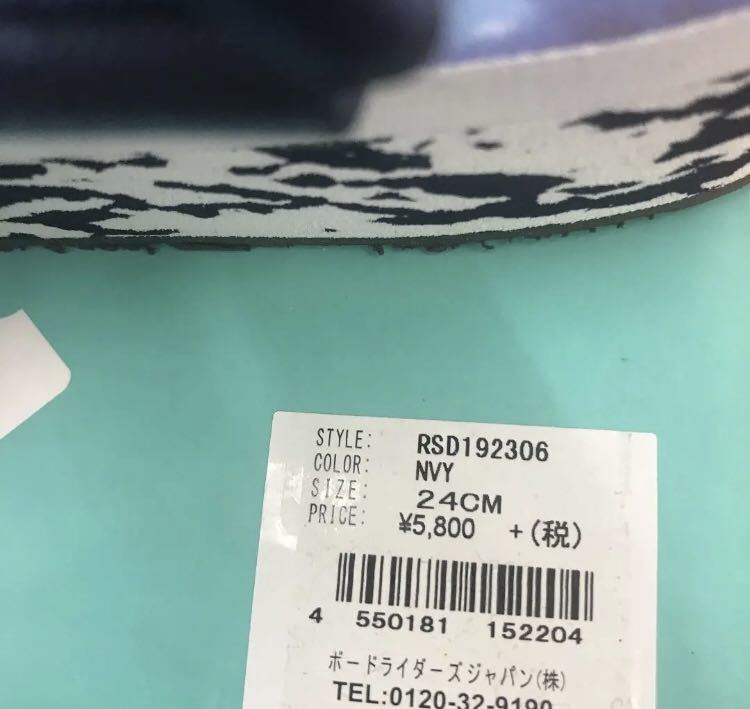 STYLE: RSD192306
COLOR: NVY
SIZE: 24CM
PRICE: ¥5,800 +(税)
4 550181 152204
ボードライダーズジャパン(株)
TEL:0120-32-9190